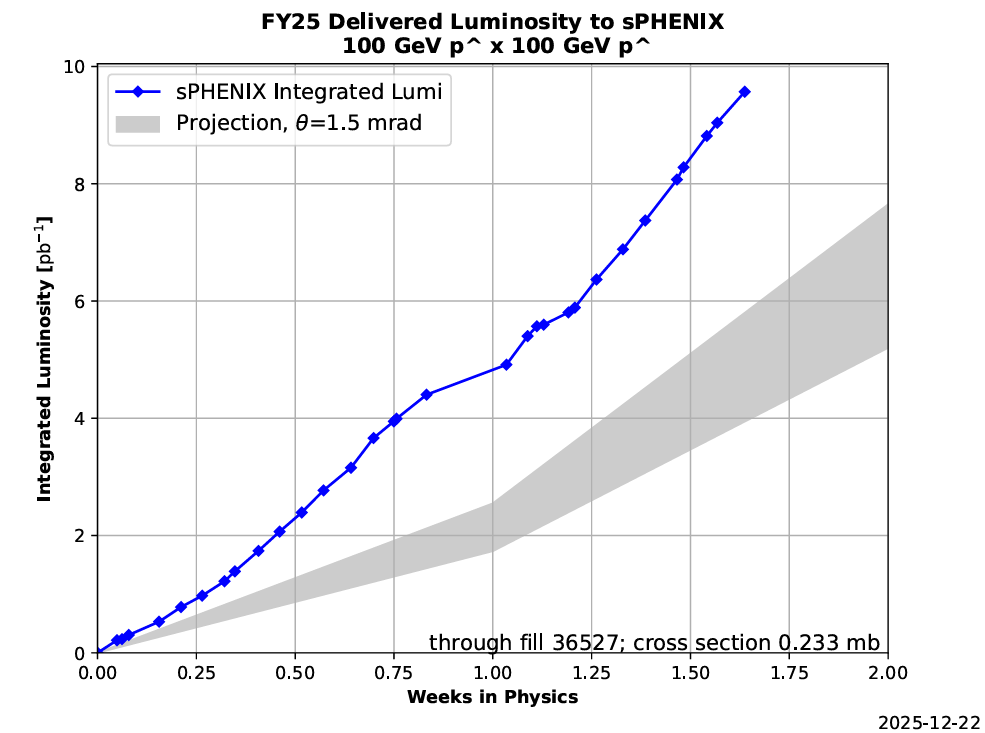 FY25 Delivered Luminosity to sPHENIX
100 GeV p^ x 100 GeV p^
sPHENIX Integrated Lumi
Projection, θ=1.5 mrad
Integrated Luminosity [pb⁻¹]
10
8
6
4
2
0
through fill 36527; cross section 0.233 mb
0.00 0.25 0.50 0.75 1.00 1.25 1.50 1.75 2.00
Weeks in Physics
2025-12-22